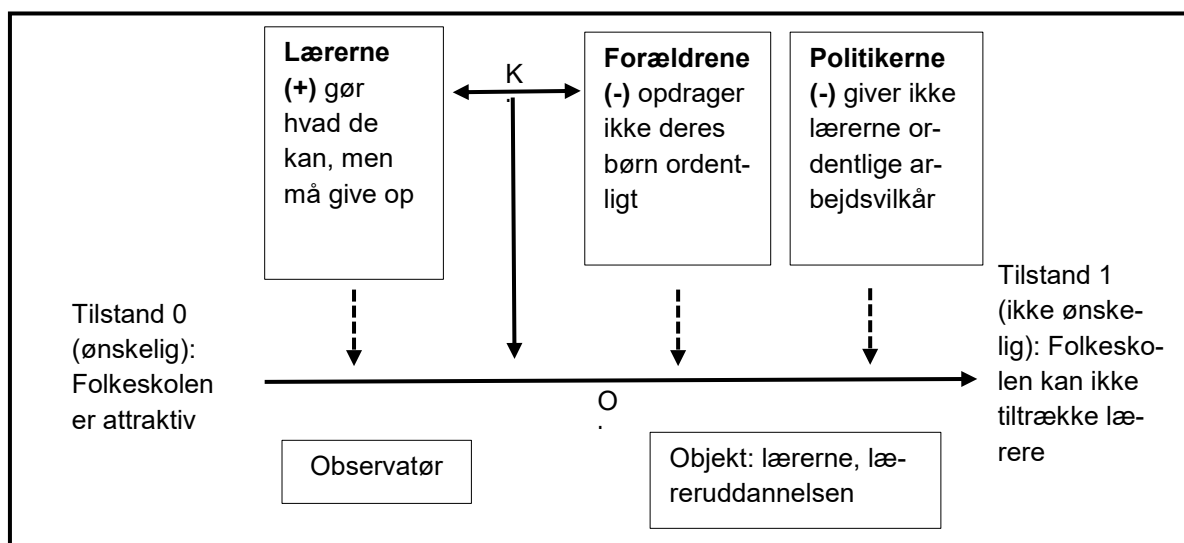 Lærerne
(+) gør
hvad de
kan, men
må give op
K
.
Forældrene
(-) opdrager
ikke deres
børn ordent-
ligt
Politikerne
(-) giver ikke
lærerne or-
dentlige ar-
bejdsvilkår
Tilstand 0
(ønskelig):
Folkeskolen
er attraktiv
Tilstand 1
(ikke ønske-
lig): Folkesko-
len kan ikke
tiltrække læ-
rere
O
.
Observatør
Objekt: lærerne, læ-
reruddannelsen